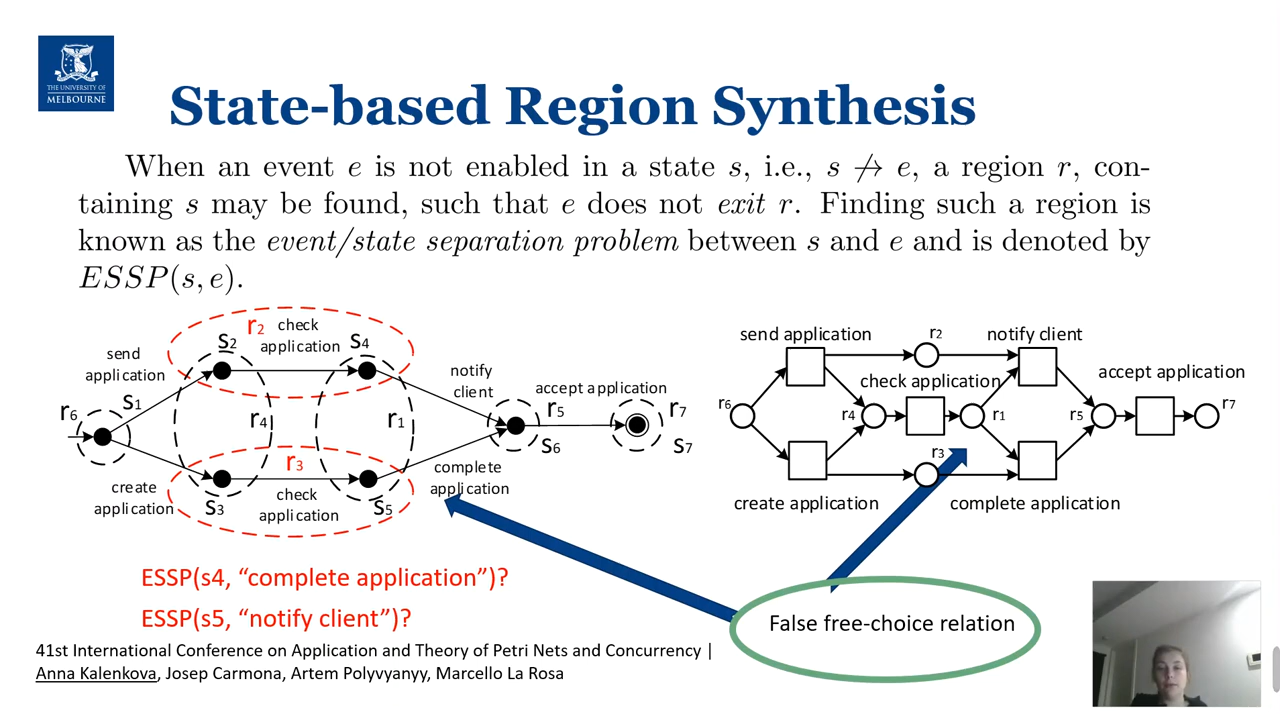 THE UNIVERSITY OF
MELBOURNE
State-based Region Synthesis
When an event e is not enabled in a state s, i.e., s ↛ e, a region r, con-
taining s may be found, such that e does not exit r. Finding such a region is
known as the event/state separation problem between s and e and is denoted by
ESSP(s, e).
r2
check
application
s2
s4
send
application
s1
r6
r4
r1
notify
client
accept application
r5
s6
r7
s7
r3
create
application
s3
check
application
s5
complete
application
send application
r2
notify client
check application
accept application
r6
r4
r1
r5
r7
r3
create application
complete application
ESSP(s4, “complete application”)?
ESSP(s5, “notify client”)?
False free-choice relation
41st International Conference on Application and Theory of Petri Nets and Concurrency |
Anna Kalenkova, Josep Carmona, Artem Polyvyanyy, Marcello La Rosa